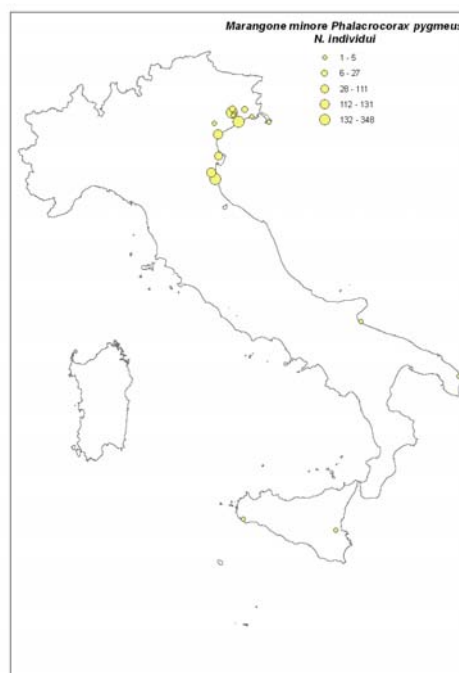 Marangone minore Phalacrocorax pygmeus
N. individui
1 - 5
6 - 27
28 - 111
112 - 131
132 - 348